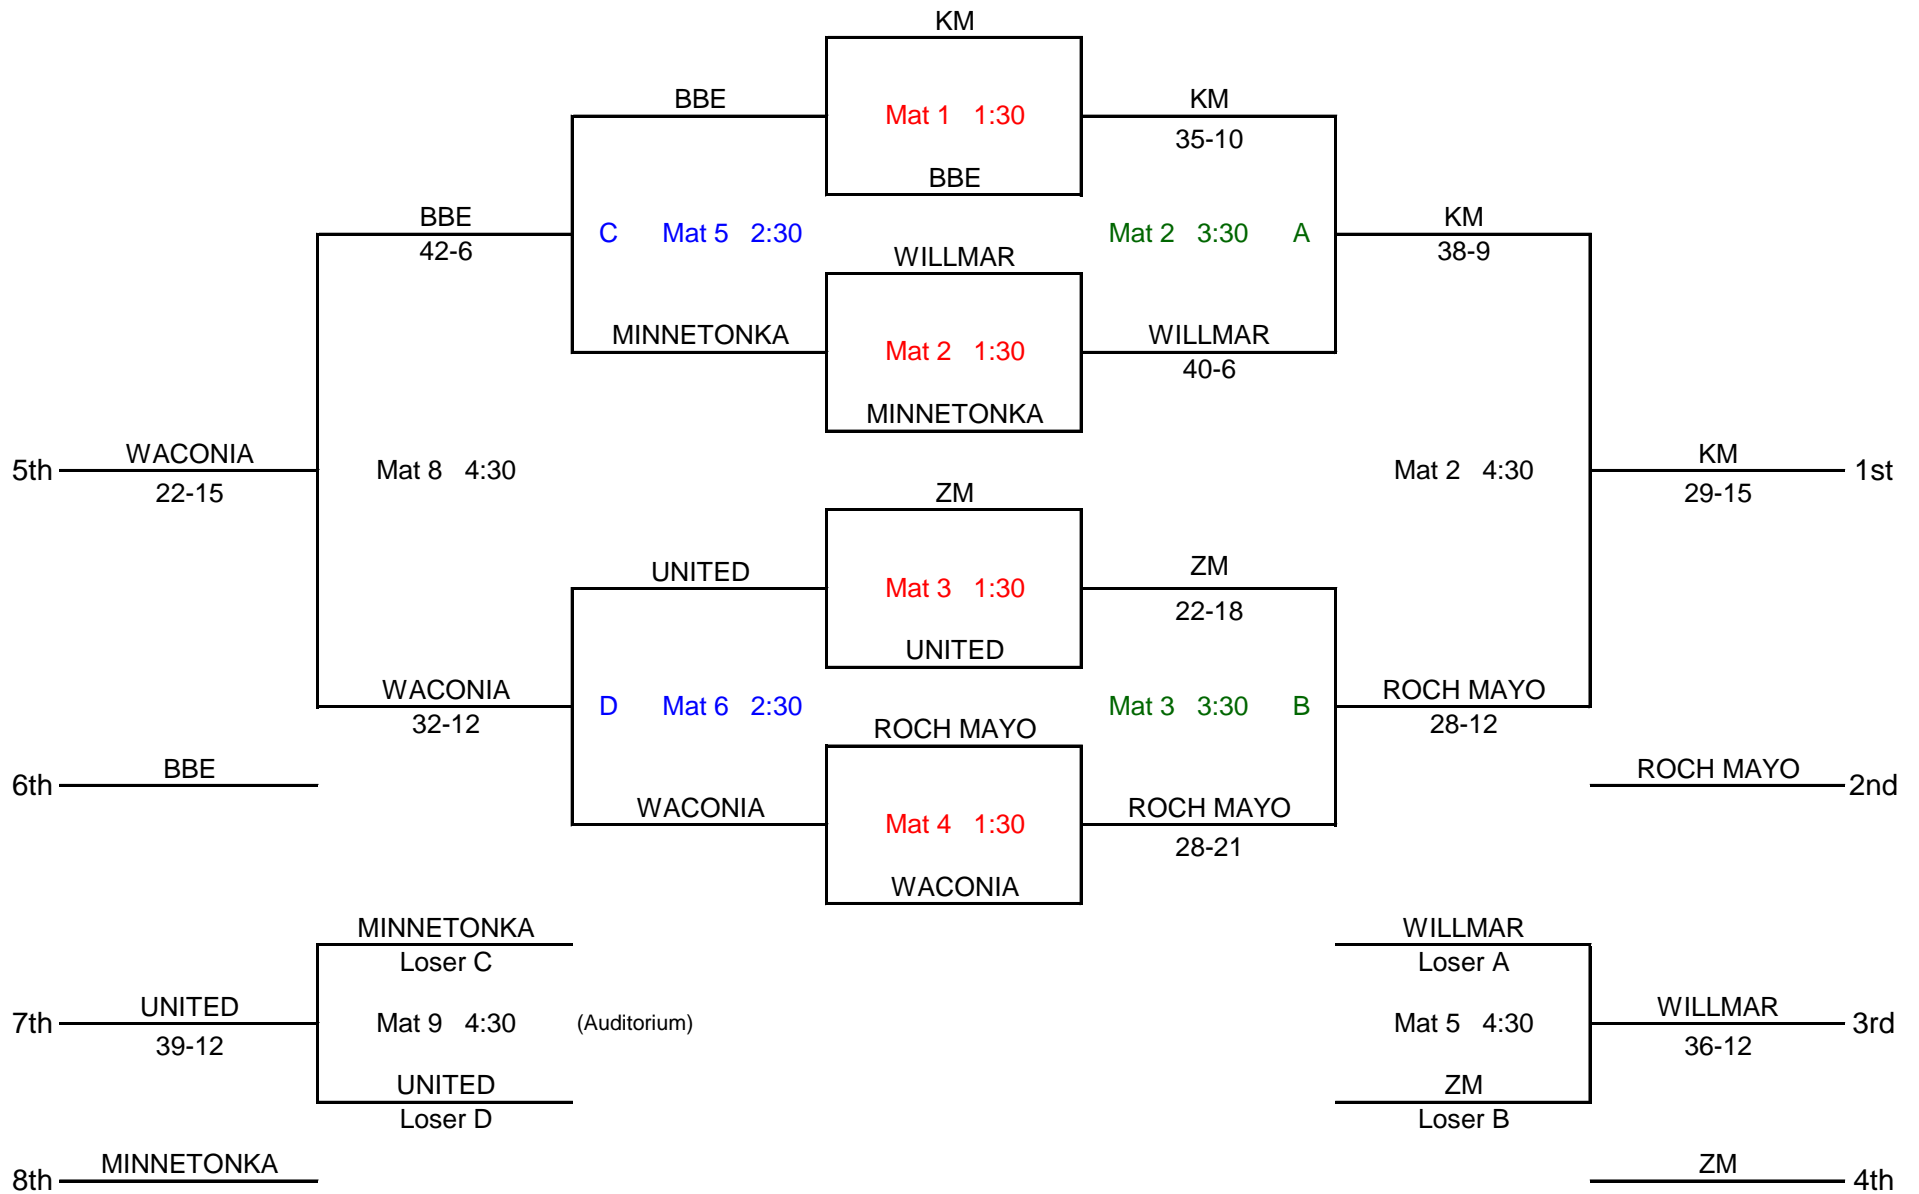 KM
BBE
Mat 1 1:30
KM
35-10
BBE
BBE
42-6
C Mat 5 2:30
Mat 2 3:30 A
KM
38-9
WILLMAR
MINNETONKA
Mat 2 1:30
WILLMAR
40-6
MINNETONKA
5th
WACONIA
22-15
Mat 8 4:30
Mat 2 4:30
KM
29-15
1st
ZM
UNITED
Mat 3 1:30
ZM
22-18
UNITED
WACONIA
32-12
D Mat 6 2:30
Mat 3 3:30 B
ROCH MAYO
28-12
ROCH MAYO
6th
BBE
ROCH MAYO
2nd
WACONIA
Mat 4 1:30
ROCH MAYO
28-21
WACONIA
MINNETONKA
Loser C
WILLMAR
Loser A
7th
UNITED
39-12
Mat 9 4:30 (Auditorium)
Mat 5 4:30
WILLMAR
36-12
3rd
UNITED
Loser D
ZM
Loser B
8th
MINNETONKA
ZM
4th